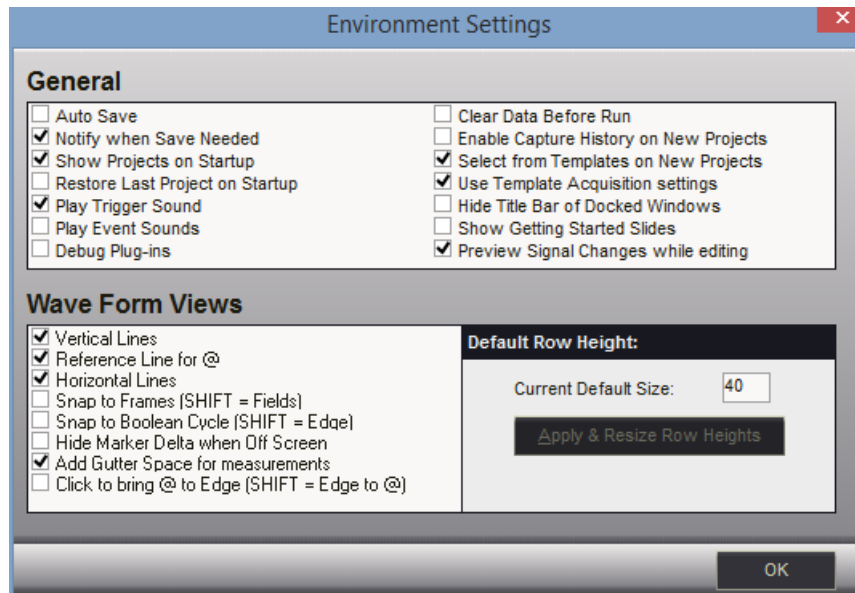 Environment Settings
General
Auto Save
Notify when Save Needed
Show Projects on Startup
Restore Last Project on Startup
Play Trigger Sound
Play Event Sounds
Debug Plug-ins
Clear Data Before Run
Enable Capture History on New Projects
Select from Templates on New Projects
Use Template Acquisition settings
Hide Title Bar of Docked Windows
Show Getting Started Slides
Preview Signal Changes while editing
Wave Form Views
Vertical Lines
Reference Line for @
Horizontal Lines
Snap to Frames (SHIFT = Fields)
Snap to Boolean Cycle (SHIFT = Edge)
Hide Marker Delta when Off Screen
Add Gutter Space for measurements
Click to bring @ to Edge (SHIFT = Edge to @)
Default Row Height:
Current Default Size: 40
Apply & Resize Row Heights
OK